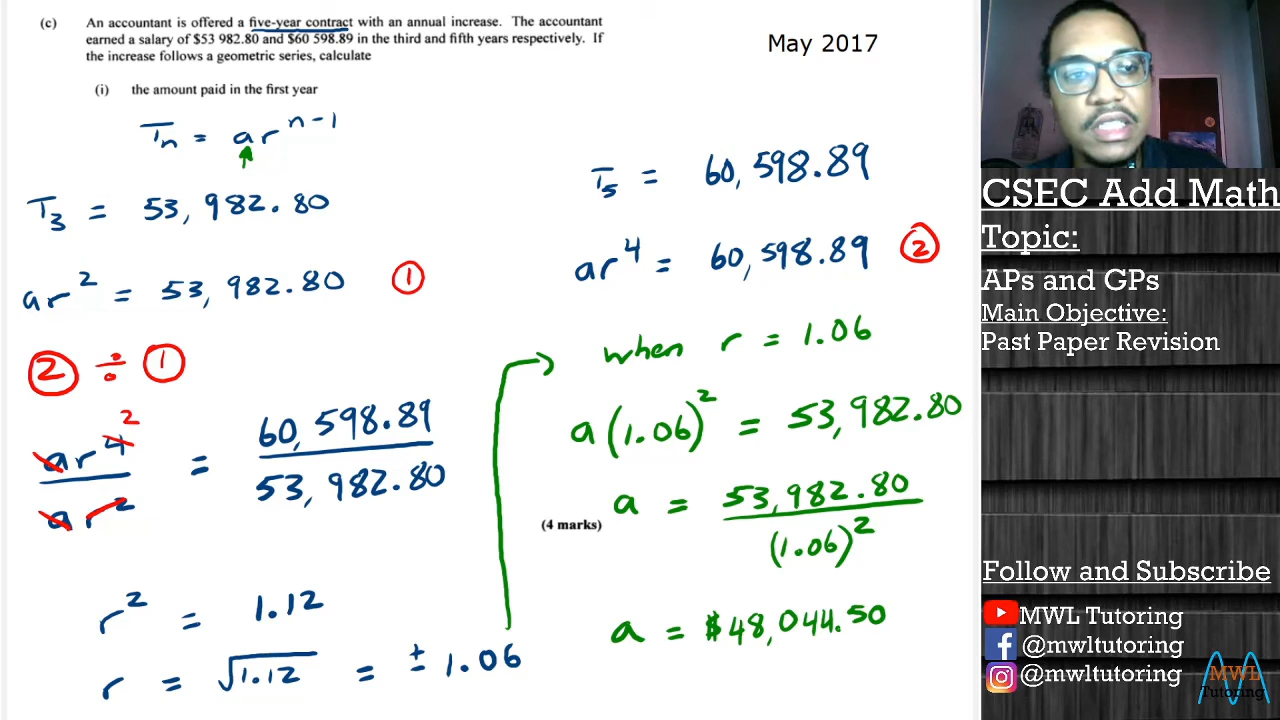 (c) An accountant is offered a five-year contract with an annual increase. The accountant
earned a salary of $53 982.80 and $60 598.89 in the third and fifth years respectively. If
the increase follows a geometric series, calculate
(i) the amount paid in the first year
May 2017
Tn = ar^(n-1)
T3 = 53,982.80
ar^2 = 53,982.80 ①
② ÷ ①
ar^4 2
ar^2
= 60,598.89
53,982.80
r^2 = 1.12
r = √1.12 = ± 1.06
T5 = 60,598.89
ar^4 = 60,598.89 ②
when r = 1.06
a(1.06)^2 = 53,982.80
a = 53,982.80
(1.06)^2
(4 marks)
a = $48,044.50
CSEC Add Math
Topic:
APs and GPs
Main Objective:
Past Paper Revision
Follow and Subscribe
MWL Tutoring
@mwltutoring
@mwltutoring
MWL
Tutoring